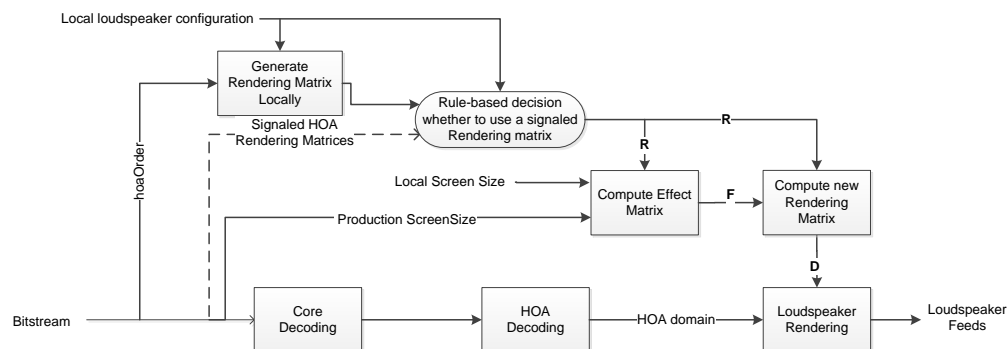 Local loudspeaker configuration
Generate
Rendering Matrix
Locally
Rule-based decision
whether to use a signaled
Rendering matrix
Signaled HOA
Rendering Matrices
hoaOrder
R
R
Local Screen Size
Compute Effect
Matrix
F
Compute new
Rendering
Matrix
Production ScreenSize
D
Bitstream
Core
Decoding
HOA
Decoding
HOA domain
Loudspeaker
Rendering
Loudspeaker
Feeds